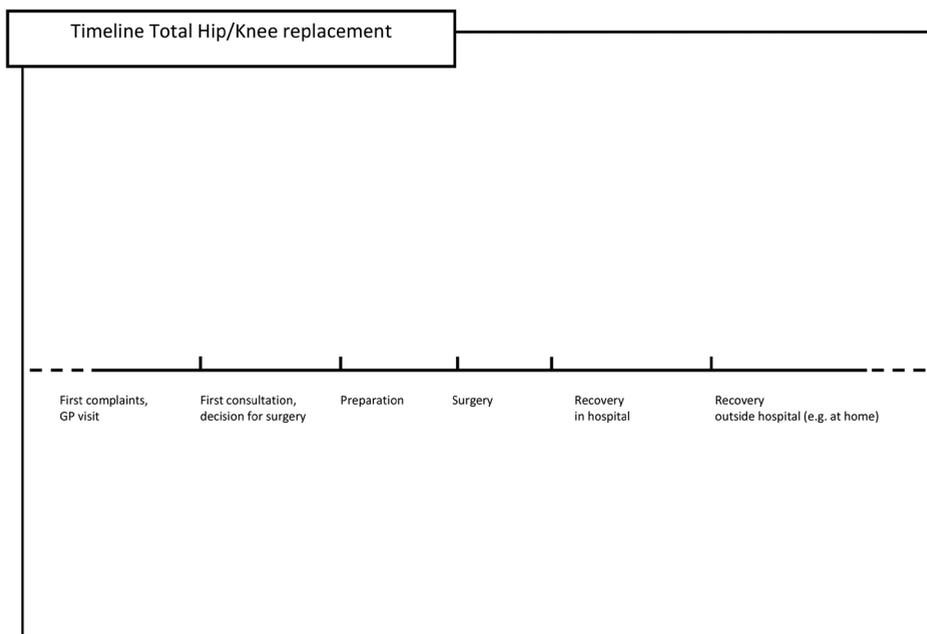 Timeline Total Hip/Knee replacement
First complaints,
GP visit
First consultation,
decision for surgery
Preparation
Surgery
Recovery
in hospital
Recovery
outside hospital (e.g. at home)